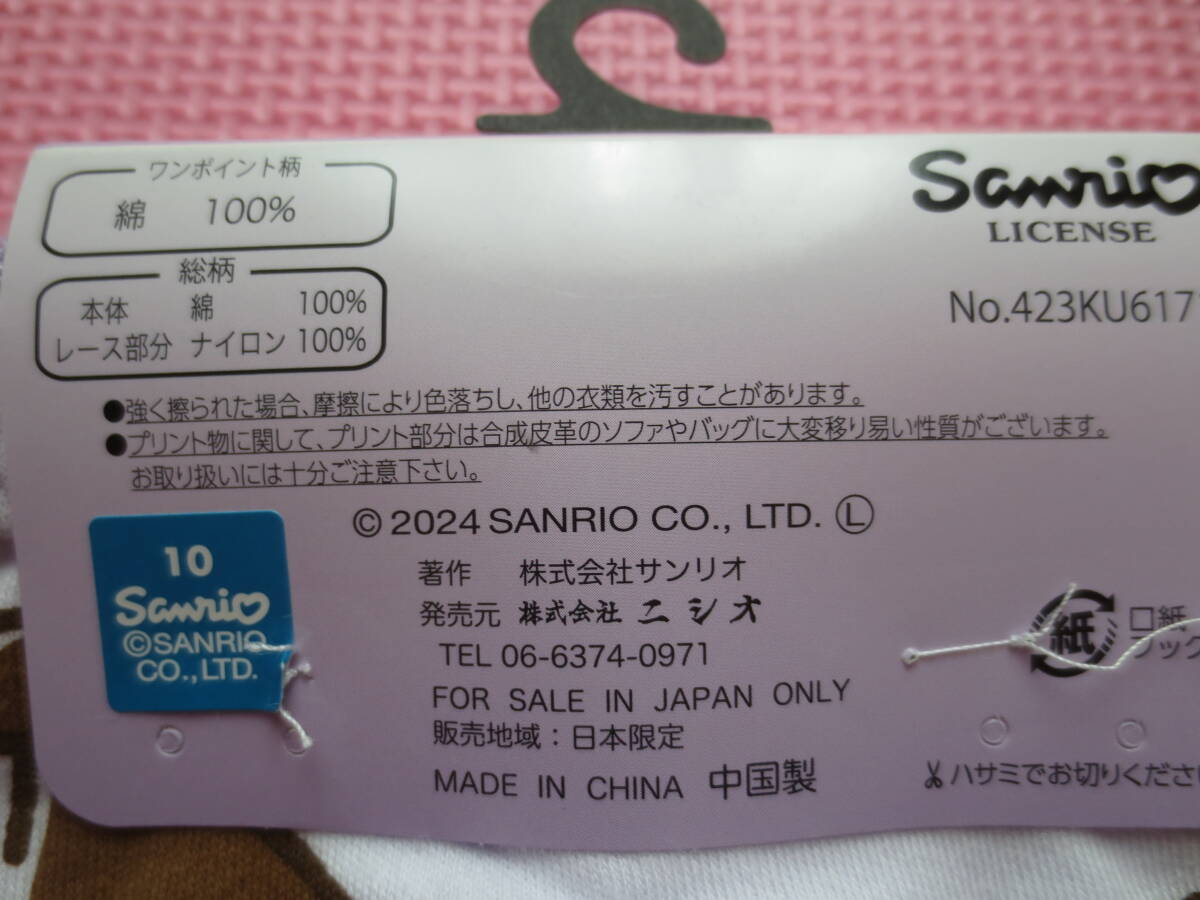 ワンポイント柄
綿 100%
総柄
本体 綿 100%
レース部分 ナイロン 100%
Sanrio
LICENSE
No.423KU617
●強く擦られた場合、摩擦により色落ちし、他の衣類を汚すことがあります。
●プリント物に関して、プリント部分は合成皮革のソファやバッグに大変移り易い性質がございます。
お取り扱いには十分ご注意下さい。
© 2024 SANRIO CO., LTD. Ⓛ
著作 株式会社サンリオ
発売元 株式会社 ニシオ
TEL 06-6374-0971
FOR SALE IN JAPAN ONLY
販売地域：日本限定
MADE IN CHINA 中国製
10
Sanrio
©SANRIO
CO.,LTD.
紙
口紙
フック
ハサミでお切りくださ